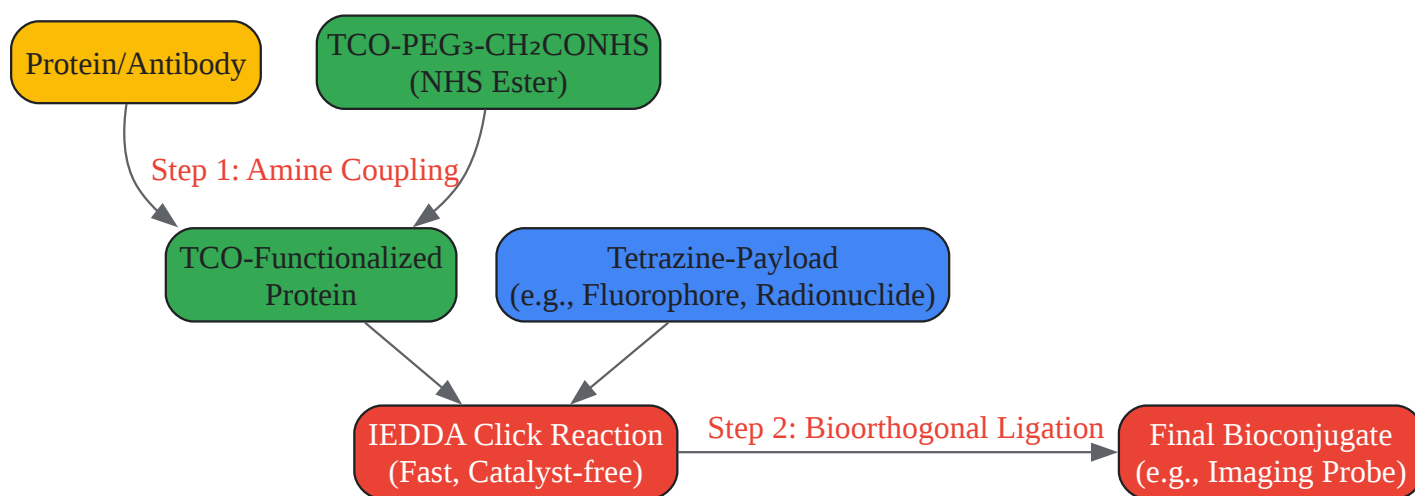 Protein/Antibody
TCO-PEG₃-CH₂CONHS
(NHS Ester)
Step 1: Amine Coupling
TCO-Functionalized
Protein
Tetrazine-Payload
(e.g., Fluorophore, Radionuclide)
IEDDA Click Reaction
(Fast, Catalyst-free)
Step 2: Bioorthogonal Ligation
Final Bioconjugate
(e.g., Imaging Probe)